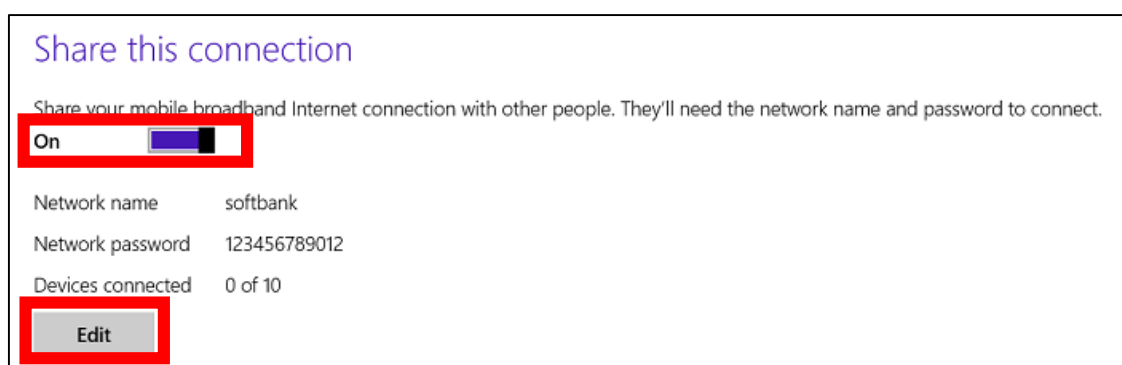 Share this connection
Share your mobile broadband Internet connection with other people. They'll need the network name and password to connect.
On
Network name softbank
Network password 123456789012
Devices connected 0 of 10
Edit